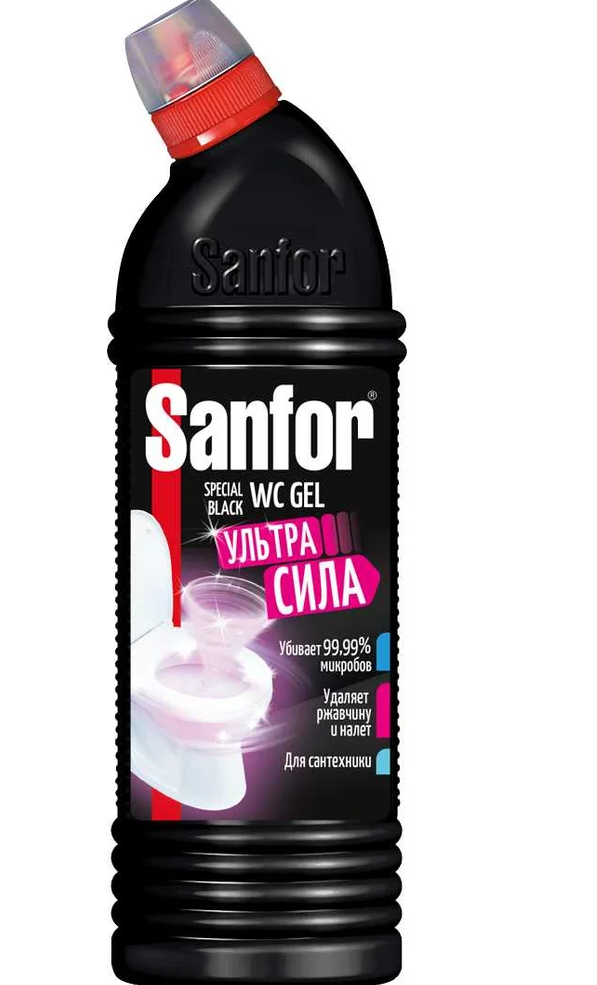 Sanfor
Sanfor®
SPECIAL
BLACK
WC GEL
УЛЬТРА
СИЛА
Убивает 99,99%
микробов
Удаляет
ржавчину
и налет
Для сантехники